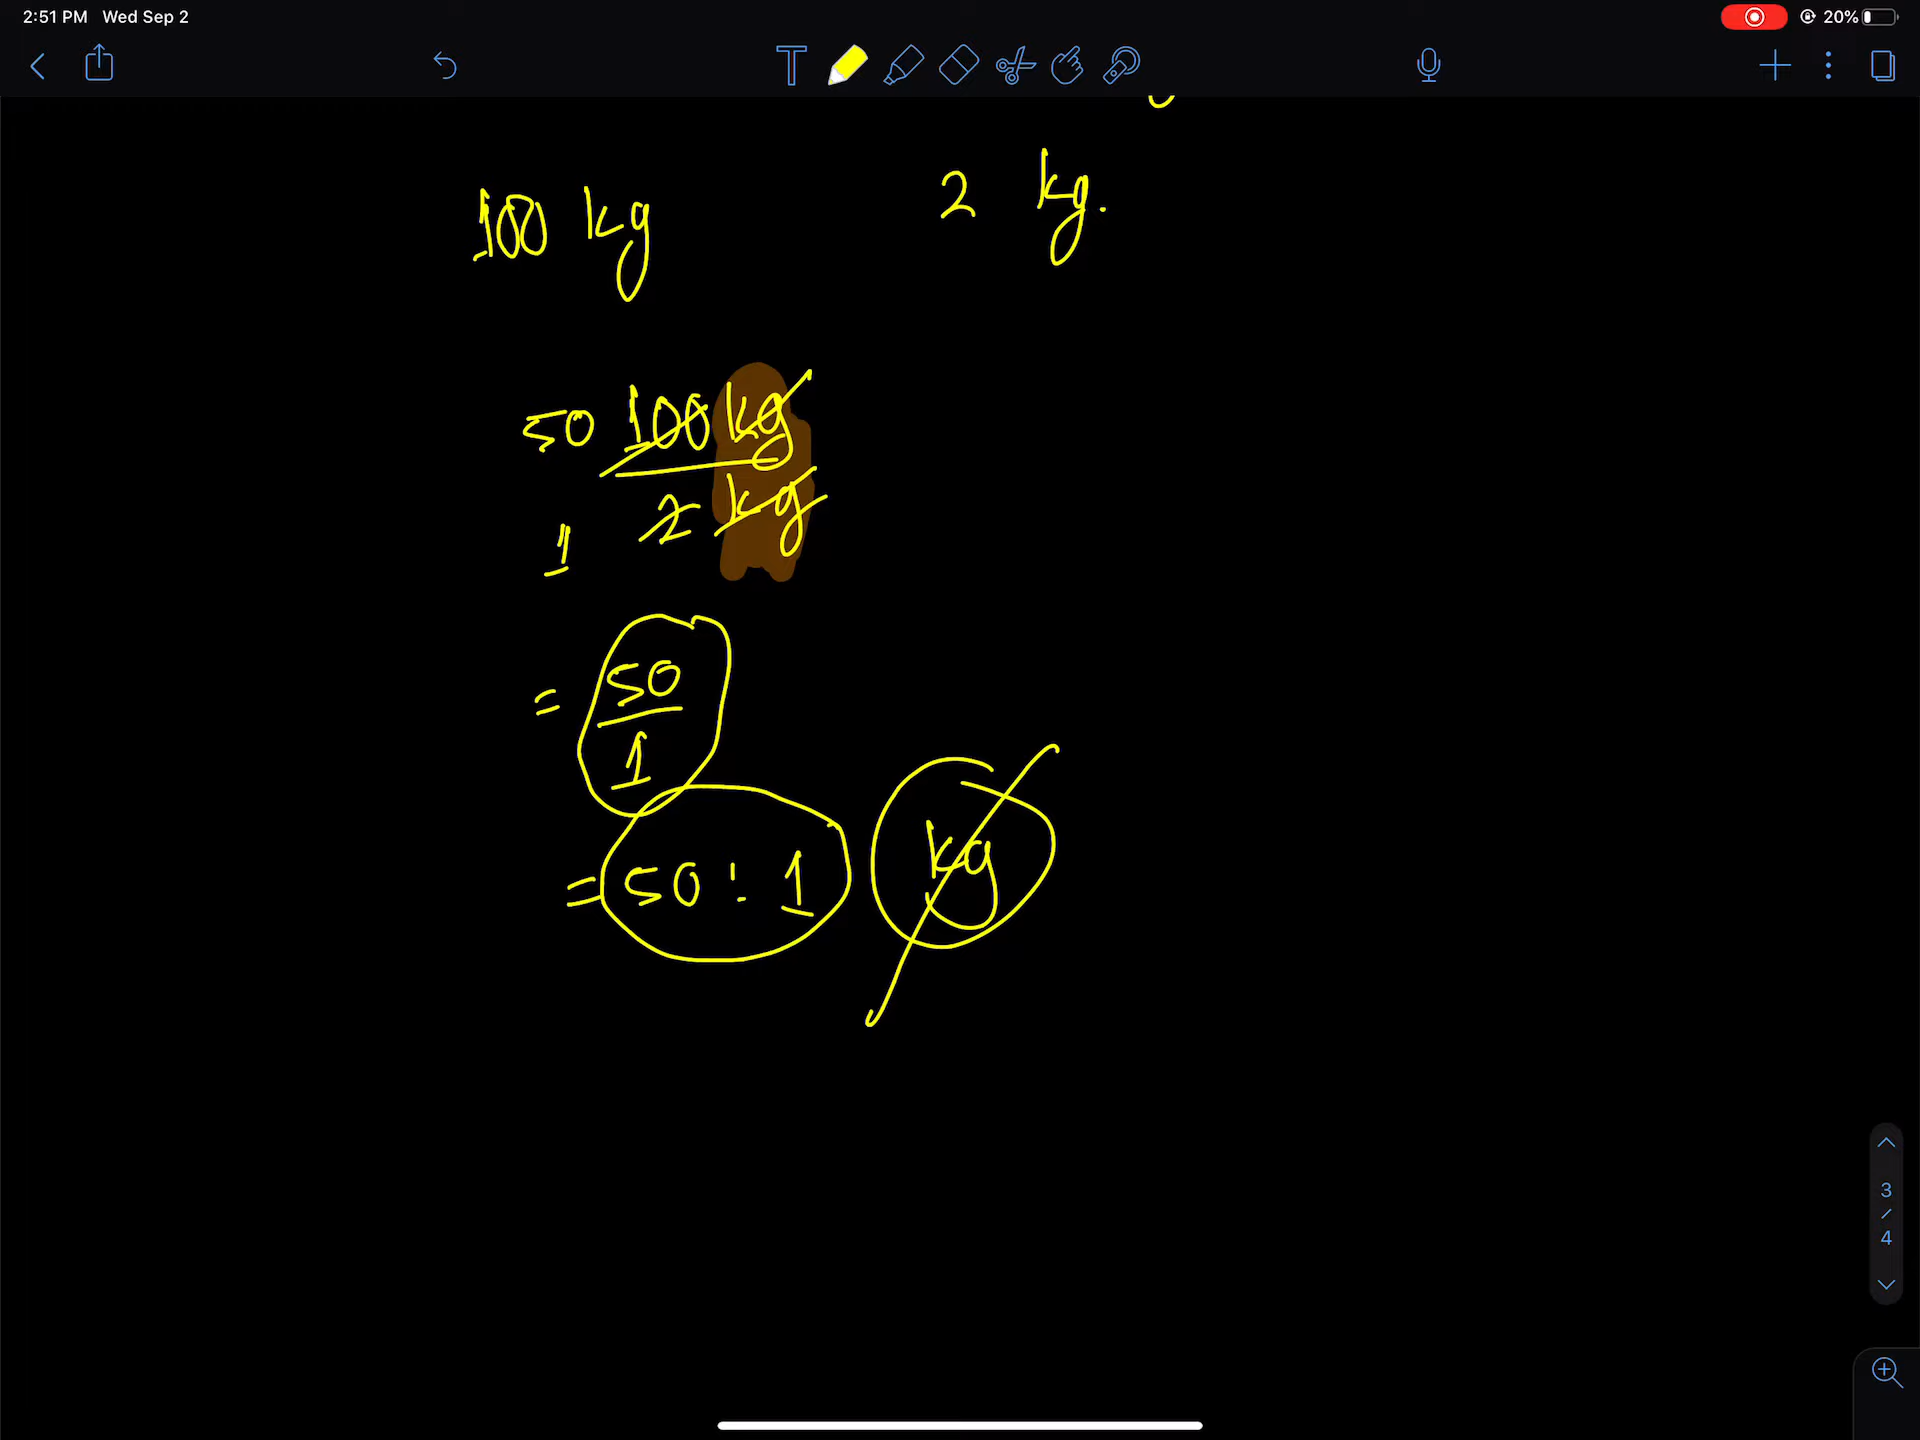 2:51 PM Wed Sep 2
20%
T
100 kg
2 kg.
50 100 kg
1 2 kg
= 50
1
= 50 : 1 kg
3
/
4